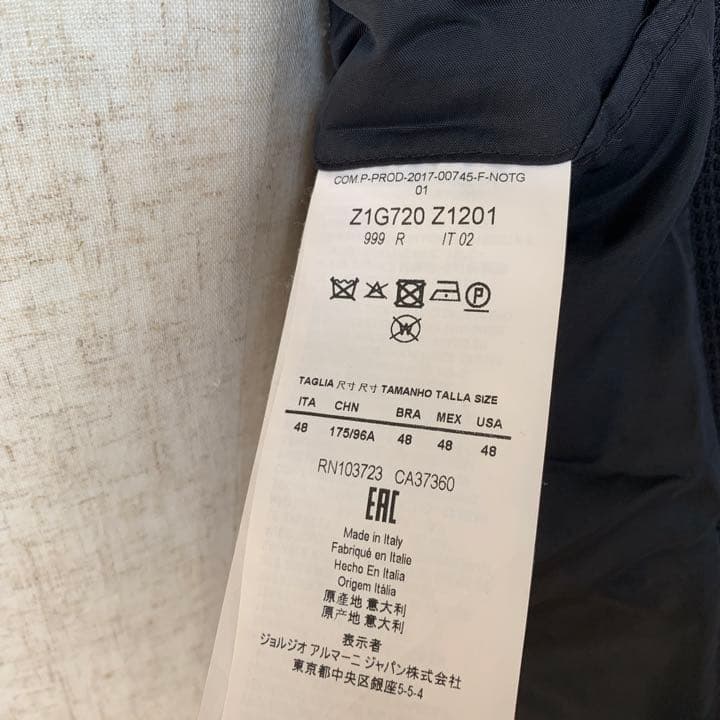 COM.P-PROD-2017-00745-F-NOTG
01
Z1G720 Z1201
999 R IT 02
P
W
TAGLIA 尺寸 尺寸 TAMANHO TALLA SIZE
ITA CHN BRA MEX USA
48 175/96A 48 48 48
RN103723 CA37360
EAC
Made in Italy
Fabriqué en Italie
Hecho En Italia
Origem Itália
原產地 意大利
原产地 意大利
表示者
ジョルジオ アルマーニ ジャパン株式会社
東京都中央区銀座5-5-4